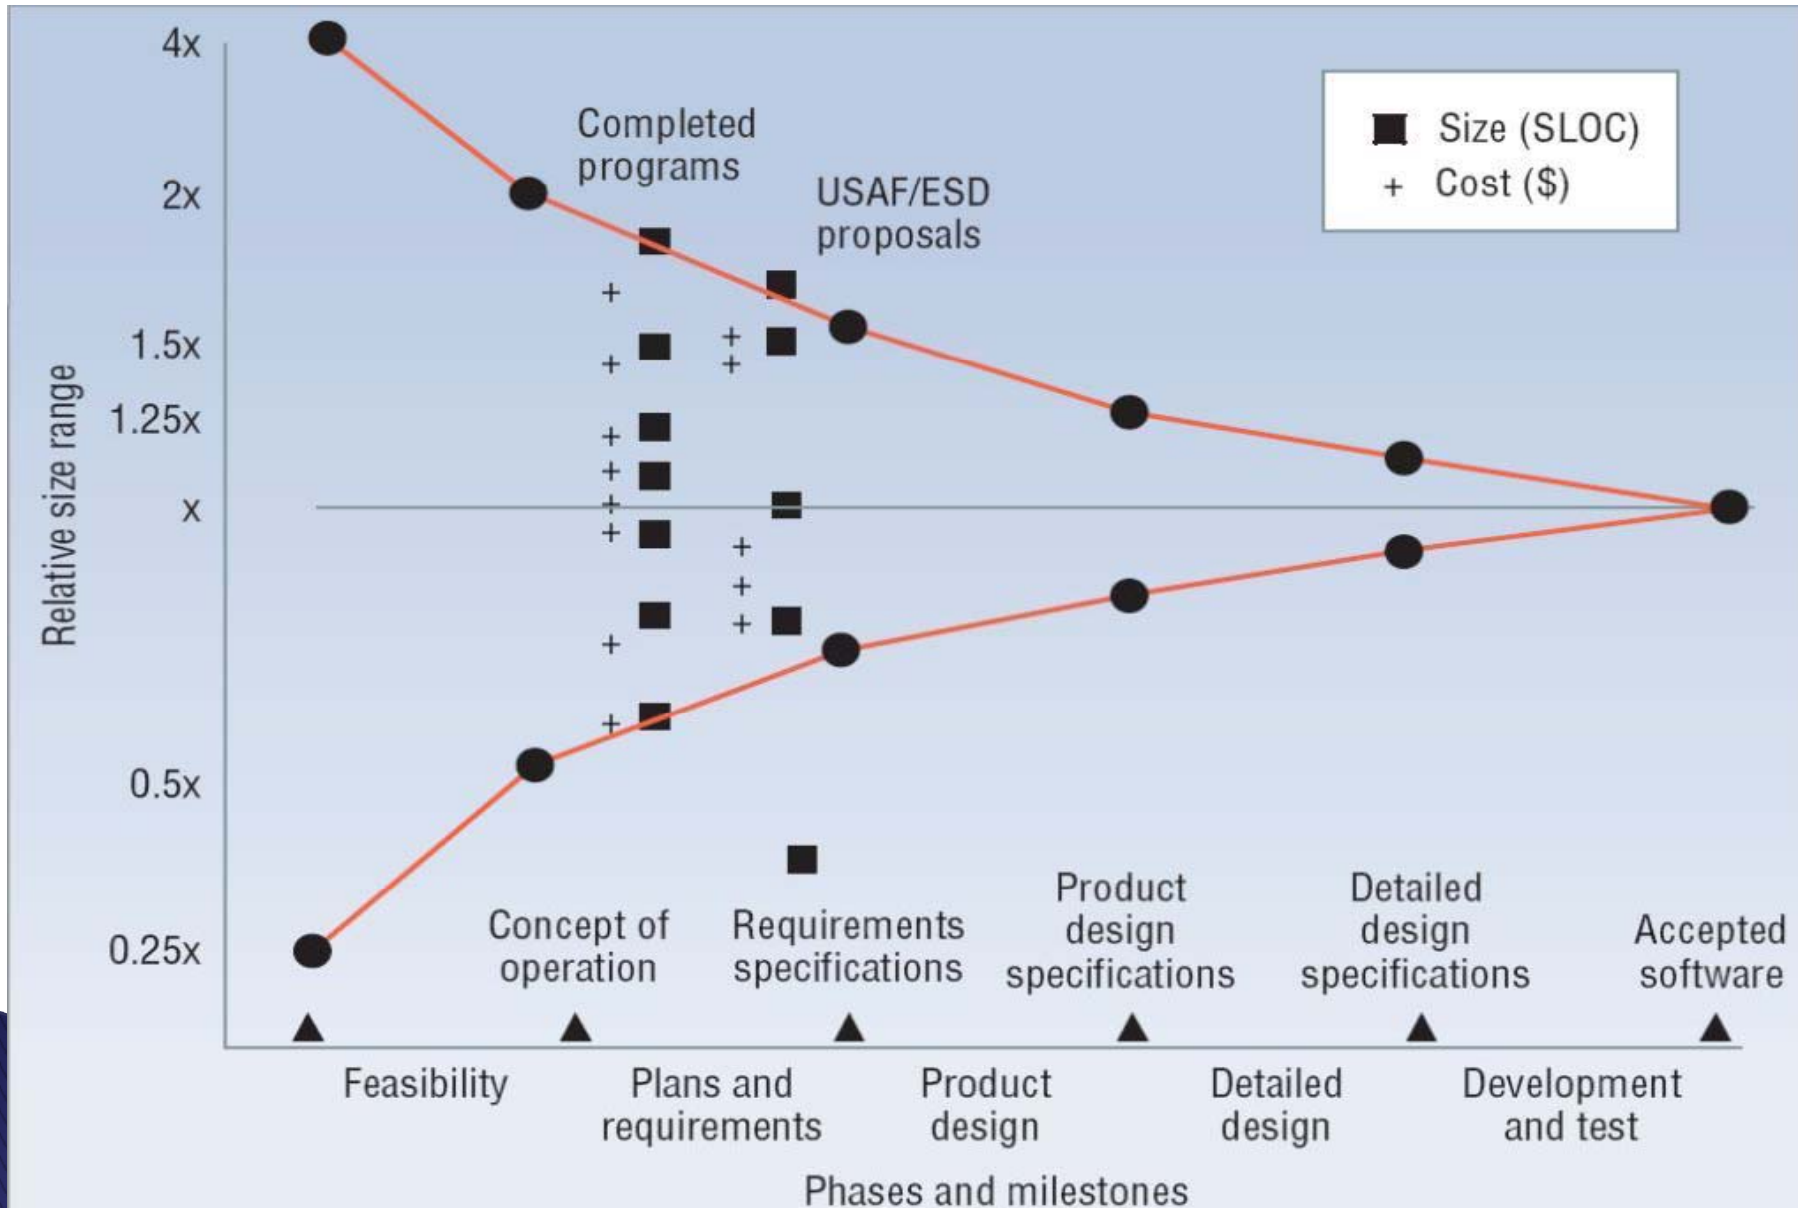 4x
2x
1.5x
1.25x
x
0.5x
0.25x
Relative size range
Completed
programs
USAF/ESD
proposals
Size (SLOC)
+ Cost ($)
Concept of
operation
Requirements
specifications
Product
design
specifications
Detailed
design
specifications
Accepted
software
Feasibility
Plans and
requirements
Product
design
Detailed
design
Development
and test
Phases and milestones